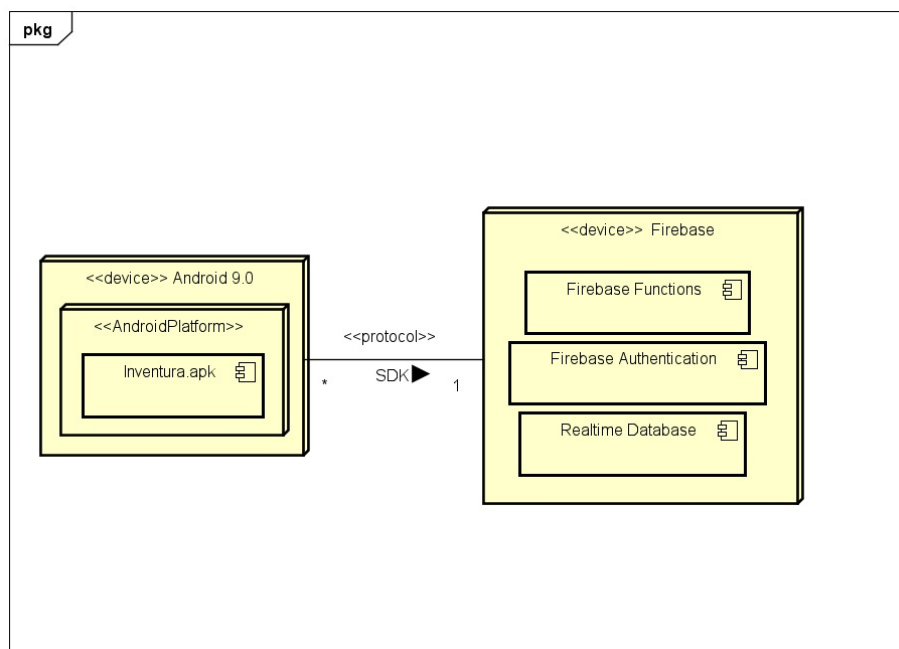 pkg
<<device>> Android 9.0
<<AndroidPlatform>>
Inventura.apk
<<protocol>>
SDK
*
1
<<device>> Firebase
Firebase Functions
Firebase Authentication
Realtime Database